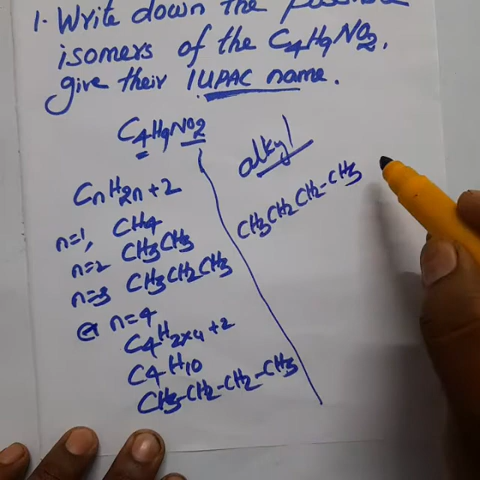 1. Write down the possible
isomers of the C4H9NO2,
give their IUPAC name.
C4H9NO2
CnH2n+2
n=1, CH4
n=2 CH3CH3
n=3 CH3CH2CH3
n=4
C4H2x4+2
C4H10
CH3-CH2-CH2-CH3
alkyl
CH3CH2CH2-CH3